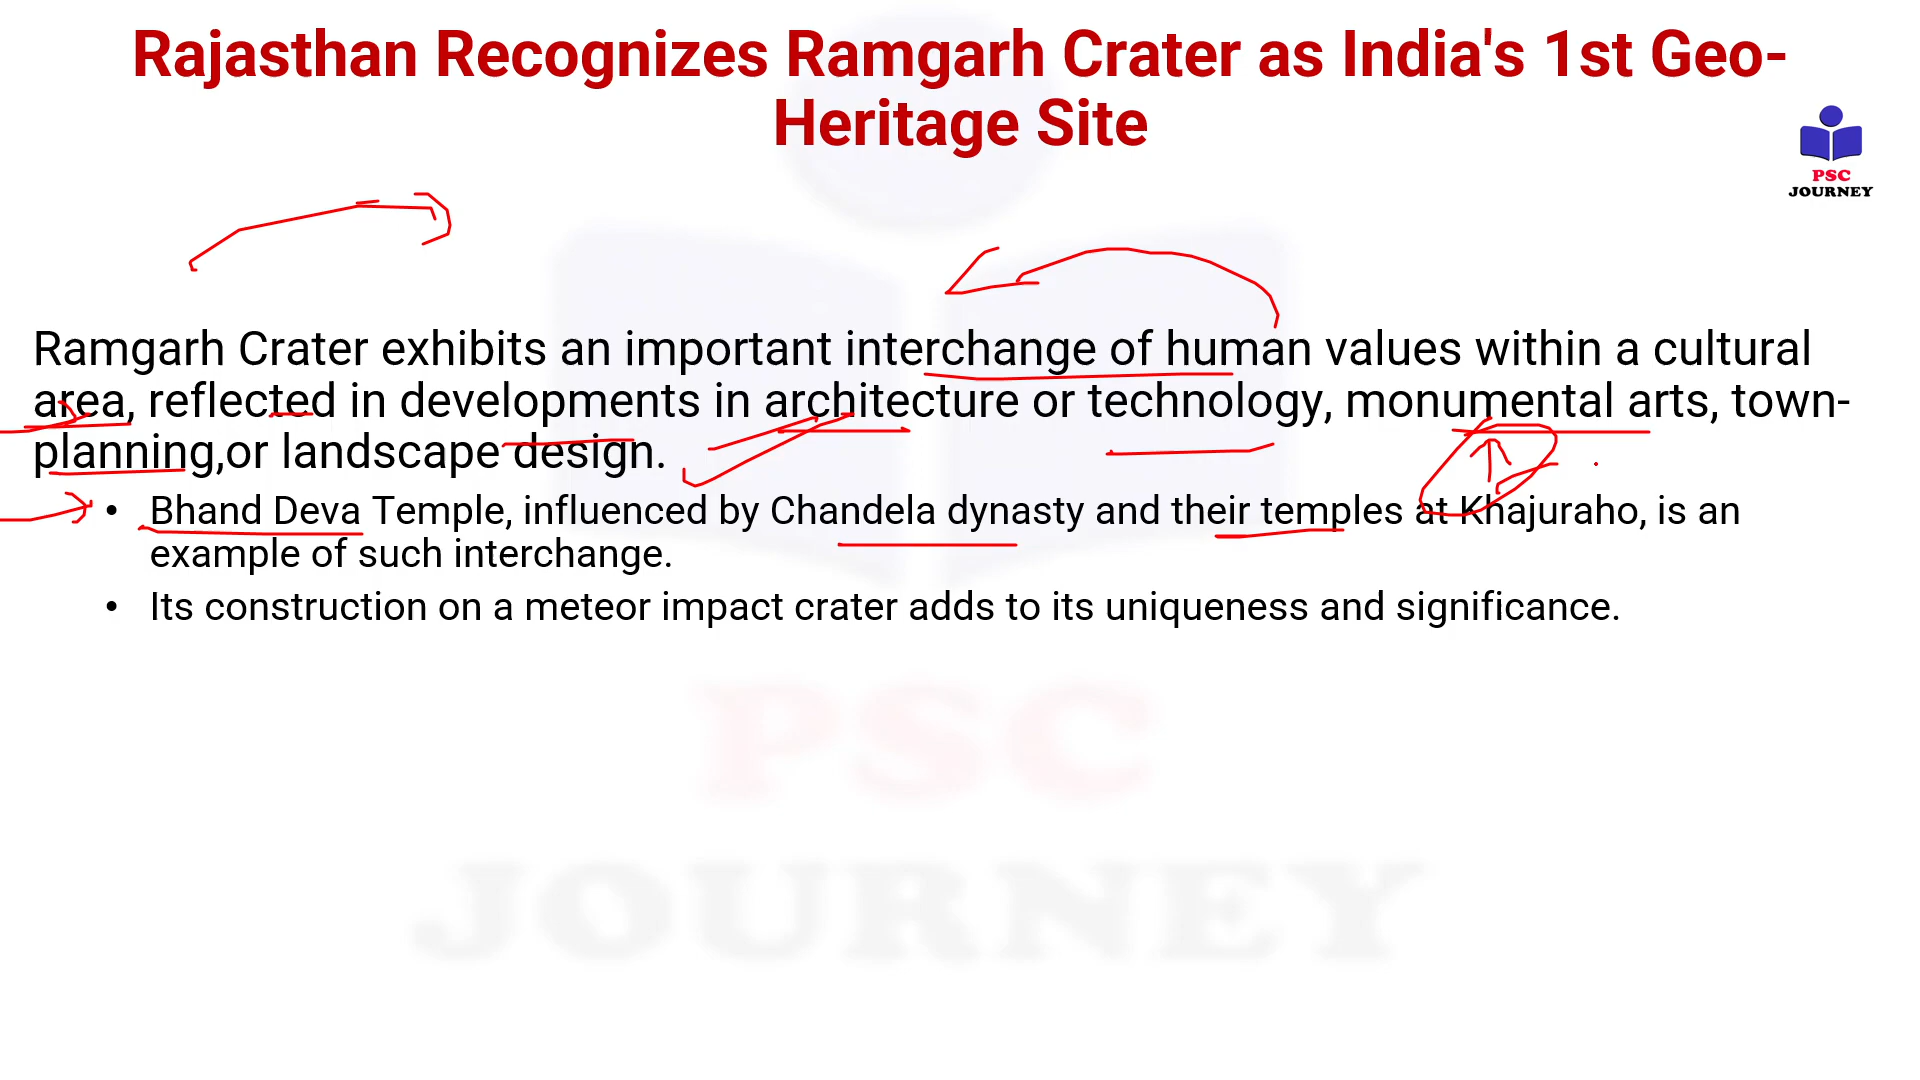 Rajasthan Recognizes Ramgarh Crater as India's 1st Geo-
Heritage Site
PSC
JOURNEY
Ramgarh Crater exhibits an important interchange of human values within a cultural
area, reflected in developments in architecture or technology, monumental arts, town-
planning,or landscape design.
• Bhand Deva Temple, influenced by Chandela dynasty and their temples at Khajuraho, is an
example of such interchange.
• Its construction on a meteor impact crater adds to its uniqueness and significance.
PSC
JOURNEY